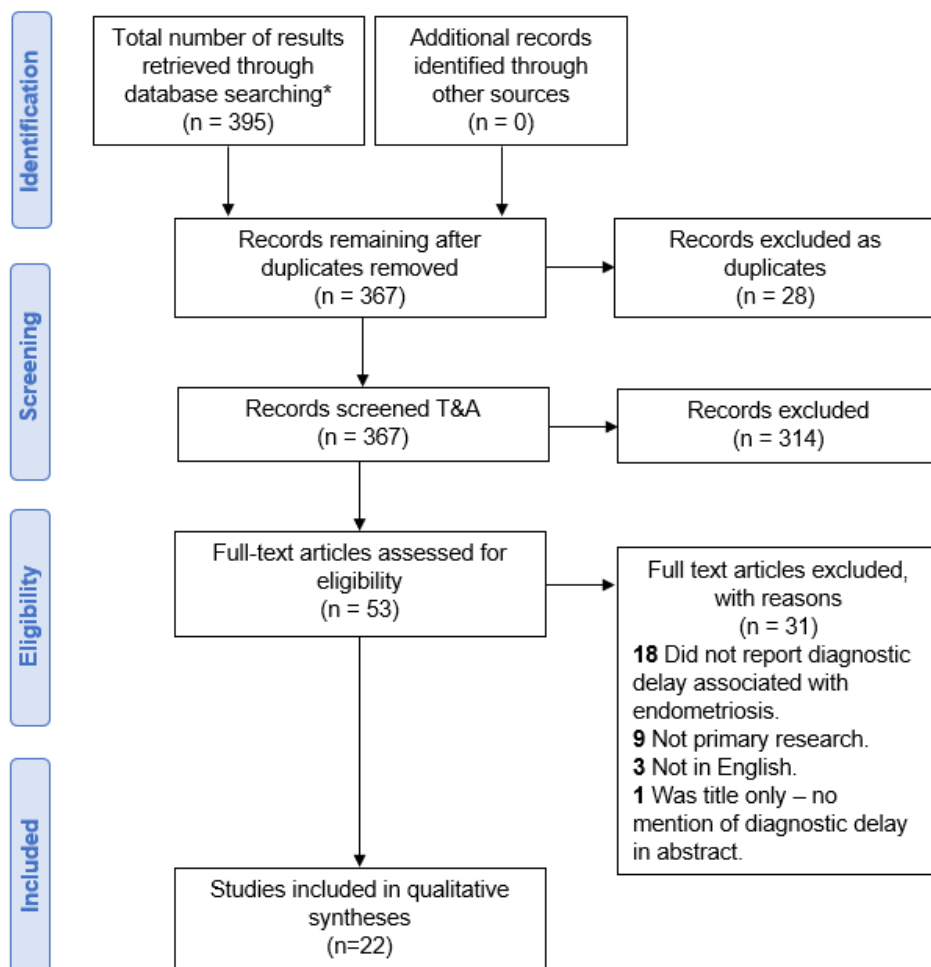 Identification
Total number of results
retrieved through
database searching*
(n = 395)
Additional records
identified through
other sources
(n = 0)
Records remaining after
duplicates removed
(n = 367)
Records excluded as
duplicates
(n = 28)
Screening
Records screened T&A
(n = 367)
Records excluded
(n = 314)
Eligibility
Full-text articles assessed for
eligibility
(n = 53)
Full text articles excluded,
with reasons
(n = 31)
18 Did not report diagnostic
delay associated with
endometriosis.
9 Not primary research.
3 Not in English.
1 Was title only – no
mention of diagnostic delay
in abstract.
Included
Studies included in qualitative
syntheses
(n=22)